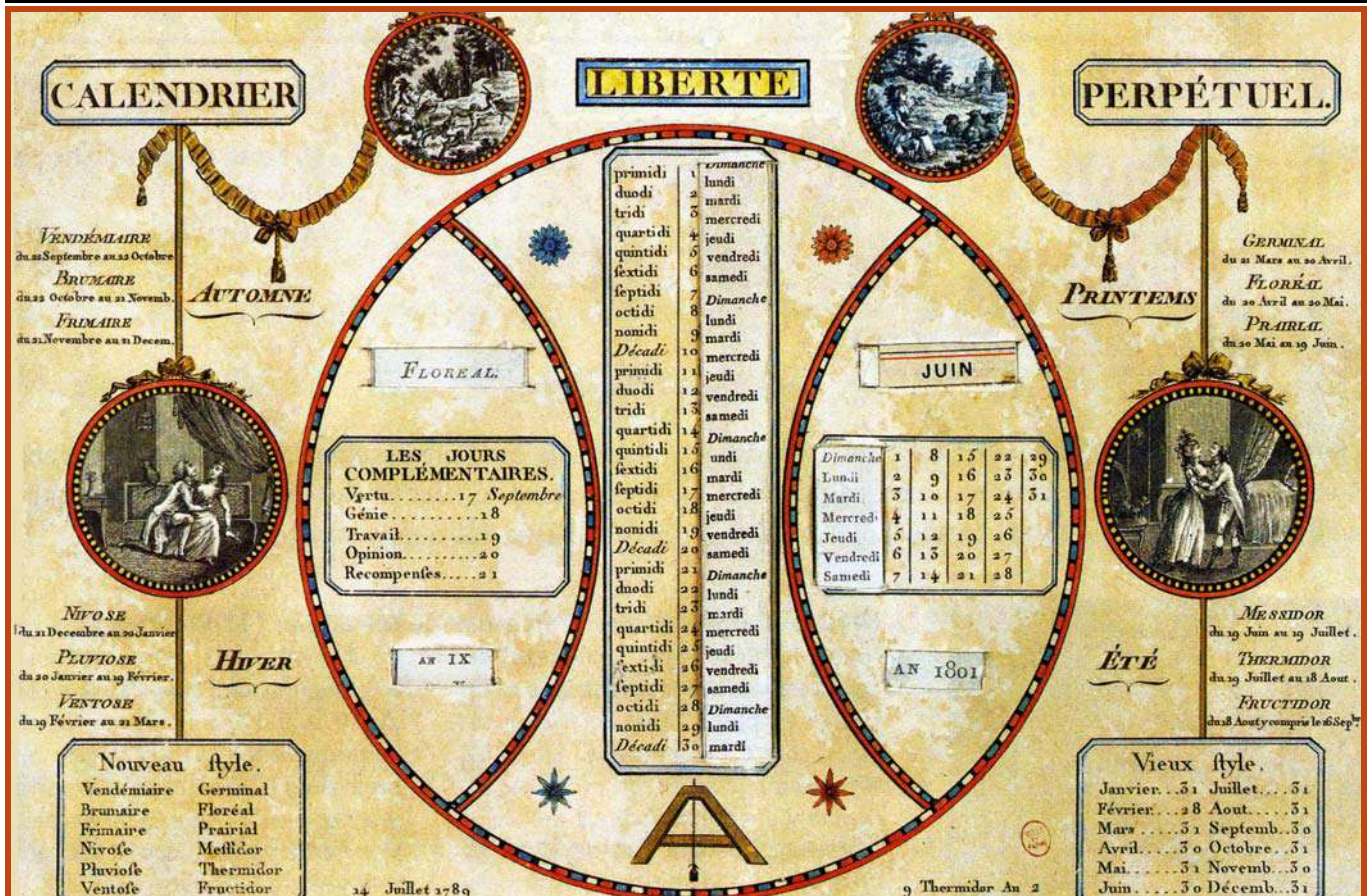 CALENDRIER
LIBERTE
PERPÉTUEL.
VENDÉMIAIRE
du 22 Septembre au 22 Octobre
BRUMAIRE
du 22 Octobre au 21 Novemb.
FRIMAIRE
du 21 Novembre au 21 Decem.
AUTOMNE
NIVOSE
du 21 Decembre au 20 Janvier
PLUVIOSE
du 20 Janvier au 19 Février.
VENTOSE
du 19 Février au 21 Mars.
HIVER
Nouveau ſtyle.
Vendémiaire Germinal
Brumaire Floréal
Frimaire Prairial
Nivoſe Meſſidor
Pluvioſe Thermidor
Ventoſe Fructidor
FLOREAL.
LES JOURS
COMPLÉMENTAIRES.
Vertu........17 Septembre
Génie..........18
Travail.........19
Opinion........20
Recompenſes.....21
AN IX
primidi 1 Dimanche
duodi 2 lundi
tridi 3 mardi
quartidi 4 mercredi
quintidi 5 jeudi
ſextidi 6 vendredi
ſeptidi 7 samedi
octidi 8 Dimanche
nonidi 9 lundi
Décadi 10 mardi
primidi 11 mercredi
duodi 12 jeudi
tridi 13 vendredi
quartidi 14 samedi
quintidi 15 Dimanche
ſextidi 16 undi
ſeptidi 17 mardi
octidi 18 mercredi
nonidi 19 jeudi
Décadi 20 vendredi
primidi 21 samedi
duodi 22 Dimanche
tridi 23 lundi
quartidi 24 mardi
quintidi 25 mercredi
ſextidi 26 jeudi
ſeptidi 27 vendredi
octidi 28 samedi
nonidi 29 Dimanche
Décadi 30 lundi
mardi
JUIN
Dimanche 1 8 15 22 29
Lundi 2 9 16 23 30
Mardi 3 10 17 24 31
Mercredi 4 11 18 25
Jeudi 5 12 19 26
Vendredi 6 13 20 27
Samedi 7 14 21 28
AN 1801
GERMINAL
du 21 Mars au 20 Avril.
FLORÉAL
du 20 Avril au 20 Mai.
PRAIRIAL
du 20 Mai au 19 Juin.
PRINTEMS
MESSIDOR
du 19 Juin au 19 Juillet.
THERMIDOR
du 19 Juillet au 18 Aout.
FRUCTIDOR
du 18 Aout y compris le 16 Sepbr
ÉTÉ
Vieux ſtyle.
Janvier...31 Juillet....31
Février...28 Aout.....31
Mars.....31 Septemb..30
Avril.....30 Octobre..31
Mai.....31 Novemb..30
Juin....30 Décemb...31
A
14 Juillet 1789
9 Thermidor An 2